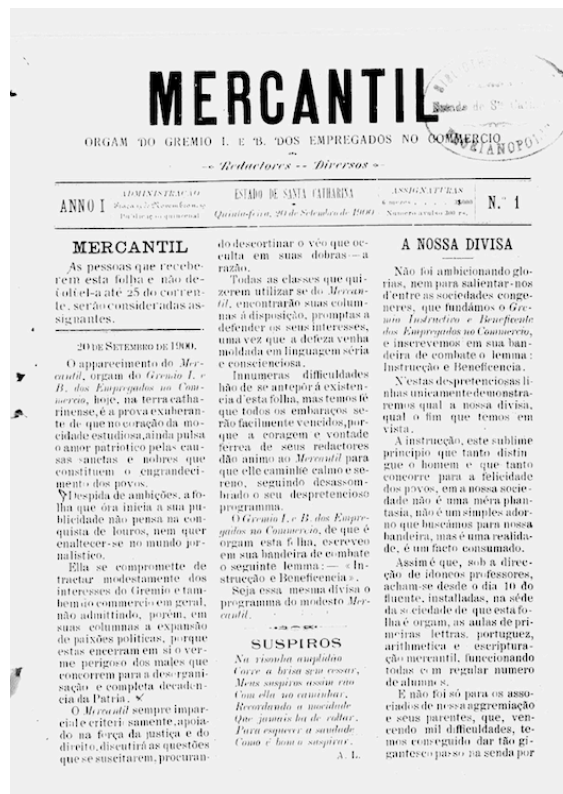 MERCANTIL
ORGAM DO GREMIO I. E B. DOS EMPREGADOS NO COMMERCIO
Redactores -- Diversos
ANNO I
ADMINISTRAÇÃO
ESTADO DE SANTA CATHARINA
Quinta-feira, 20 de Setembro de 1900
ASSIGNATURAS
Numero avulso 300 rs.
N.º 1
MERCANTIL
As pessoas que recebe-
rem esta folha e não de-
vol el-a até 25 do corren-
te, serão consideradas as-
signantes.
20 DE SETEMBRO DE 1900.
O apparecimento do Mer-
cantil, orgam do Gremio I. e
B. dos Empregados no Com-
mercio, hoje, na terra catha-
rinense, é a prova exuberan-
te de que no coração da mo-
cidade estudiosa, ainda pulsa
o amor patriotico pelas cau-
sas sanctas e nobres que
constituem o engrandeci-
mento dos povos.
Despida de ambições, a fo-
lha que óra inicia a sua pu-
blicidade não pensa na con-
quista de louros, nem quer
enaltecer-se no mundo jor-
nalistico.
Ella se compromette de
tractar modestamente dos
interesses do Gremio e tam-
bem do commercio em geral,
não admittindo, porém, em
suas columnas a expansão
de paixões politicas, porque
estas encerram em si o ver-
me perigoso dos males que
concorrem para a desorgani-
sação e completa decaden-
cia da Patria.
O Mercantil sempre impar-
cial e criteri samente, apoia-
do na força da justiça e do
direito, discutirá as questões
que se suscitarem, procuran-
do descortinar o véo que oc-
culta em suas dobras—a
razão.
Todas as classes que qui-
zerem utilizar se do Mercan-
til, encontrarão suas colum-
nas á disposição, promptas a
defender os seus interesses,
uma vez que a defeza venha
moldada em linguagem séria
e conscienciosa.
Innumeras difficuldades
hão de se antepôr á existen-
cia d'esta folha, mas temos fé
que todos os embaraços se-
rão facilmente vencidos, por-
que a coragem e vontade
ferrea de seus redactores
dão animo ao Mercantil para
que elle caminhe calmo e se-
reno, seguindo desassom-
brado o seu despretencioso
programma.
O Gremio I. e B. dos Empre-
gados no Commercio, de que é
orgam esta f lha, escreveo
em sua bandeira de combate
o seguinte lemma: — «In-
strucção e Beneficencia».
Seja essa mesma divisa o
programma do modesto Mer-
cantil.
SUSPIROS
Na risonha amplidão
Corre a brisa sem cessar,
Meus suspiros assim vão
Com ella no caminhar,
Recordando a mocidade
Que jamais ha de voltar.
Para esquecer a saudade
Como é bom o suspirar.
A. L.
A NOSSA DIVISA
Não foi ambicionando glo-
rias, nem para salientar-nos
d'entre as sociedades conge-
neres, que fundámos o Gre-
mio Instructivo e Beneficente
dos Empregados no Commercio,
e inscrevemos em sua ban-
deira de combate o lemma:
Instrucção e Beneficencia.
N'estas despretenciosas li-
nhas unicamente demonstra-
remos qual a nossa divisa,
qual o fim que temos em
vista.
A instrucção, este sublime
principio que tanto distin
gue o homem e que tanto
concorre para a felicidade
dos povos, em a nossa socie-
dade não é uma méra phan-
tasia, não é um simples ador-
no que buscámos para nossa
bandeira, mas é uma realida-
de, é um facto consumado.
Assim é que, sob a direc-
ção de idoneos professores,
acham-se desde o dia 10 do
fluente, installadas, na séde
da s ciedade de que esta fo-
lha é orgam, as aulas de pri-
meiras letras, portuguez,
arithmetica e escriptura-
ção mercantil, funccionando
todas c m regular numero
de alumn s.
E não foi só para os asso-
ciados de nossa aggremiação
e seus parentes, que, ven-
cendo mil difficuldades, te-
mos conseguido dar tão gi-
gantesco passo na senda por